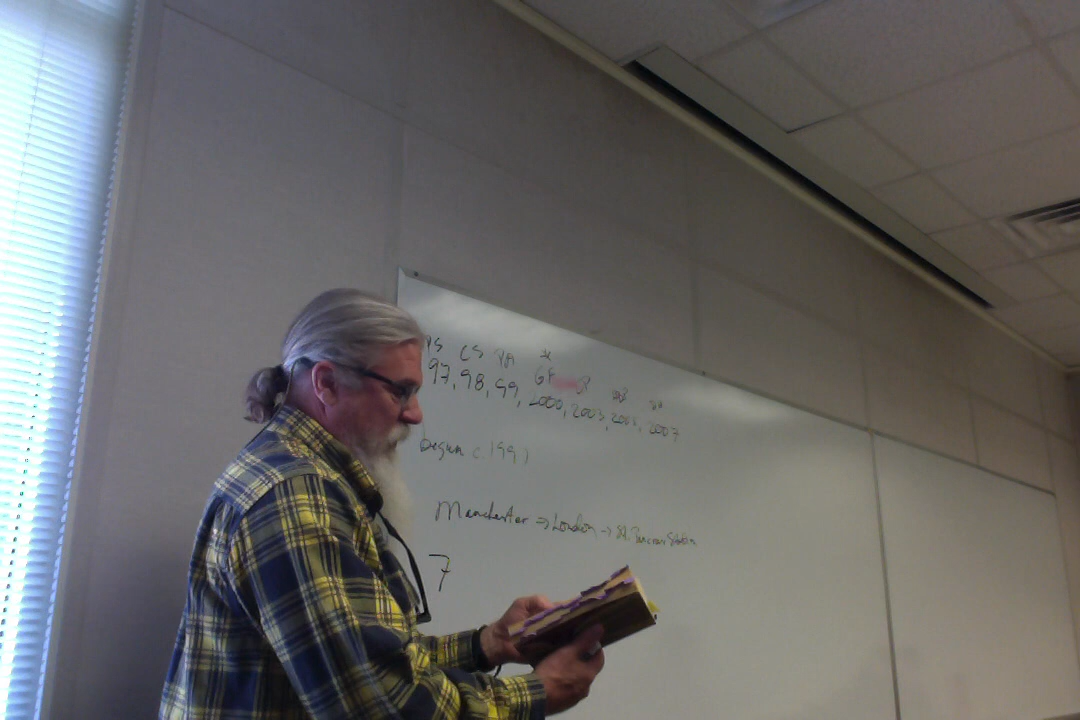 PS CS PA GF
97, 98, 99, 2000, 2003, 2005, 2007
begun c. 1991
Manchester => London -> St. Pancras Station
7